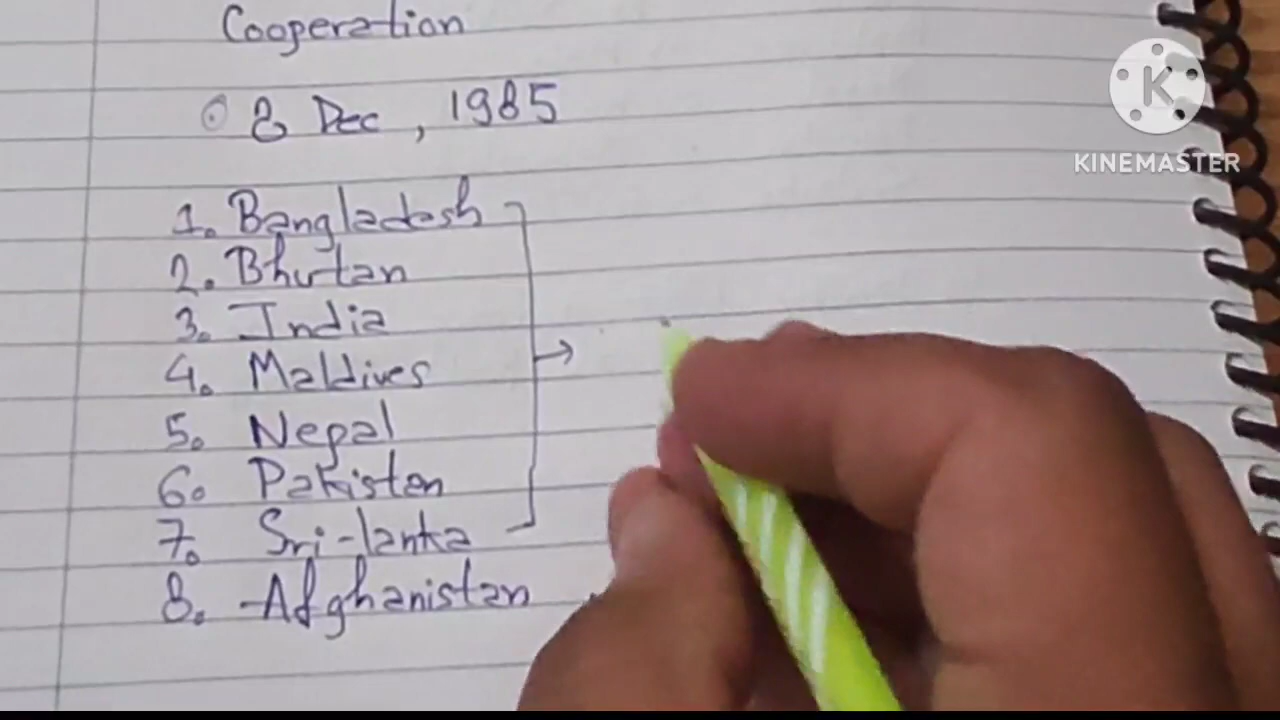 Cooperation
8 Dec, 1985
1. Bangladesh
2. Bhutan
3. India
4. Maldives
5. Nepal
6. Pakistan
7. Sri-lanka
8. Afghanistan
K
KINEMASTER